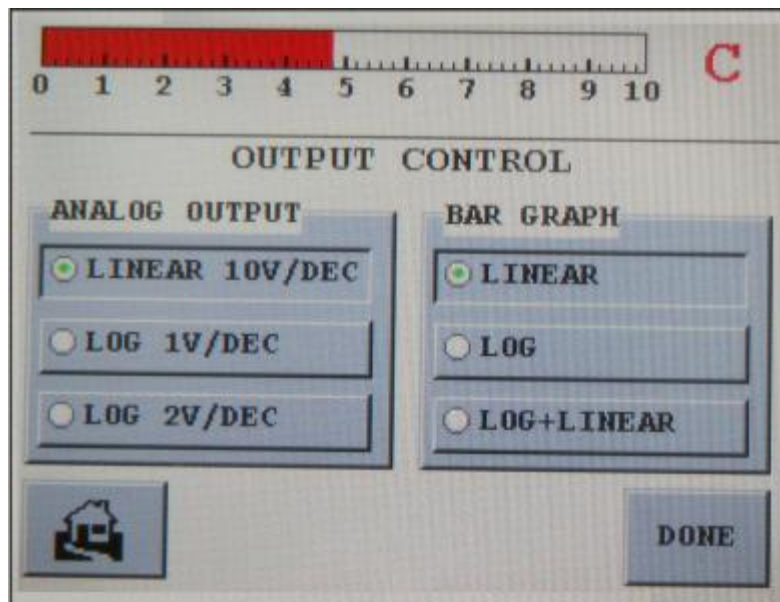 0 1 2 3 4 5 6 7 8 9 10
C
OUTPUT CONTROL
ANALOG OUTPUT
LINEAR 10V/DEC
LOG 1V/DEC
LOG 2V/DEC
BAR GRAPH
LINEAR
LOG
LOG+LINEAR
DONE